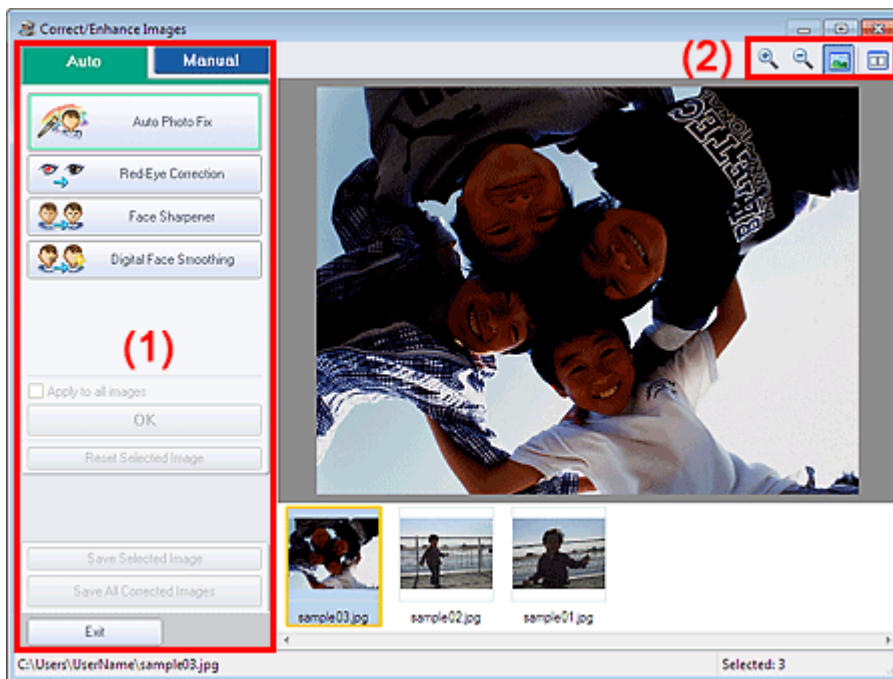 Correct/Enhance Images
Auto
Manual
(2)
Auto Photo Fix
Red-Eye Correction
Face Sharpener
Digital Face Smoothing
(1)
Apply to all images
OK
Reset Selected Image
Save Selected Image
Save All Corrected Images
Exit
sample03.jpg
sample02.jpg
sample01.jpg
C:\Users\UserName\sample03.jpg
Selected: 3